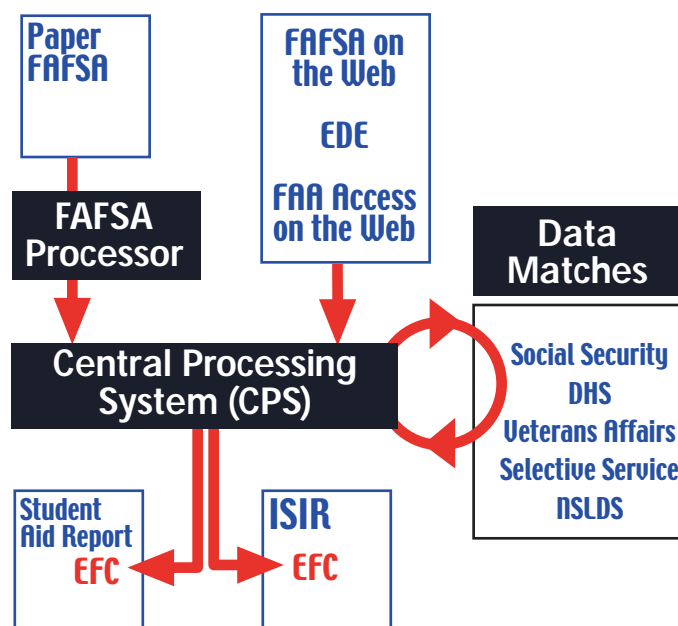 Paper
FAFSA
FAFSA on
the Web
EDE
FAA Access
on the Web
FAFSA
Processor
Data
Matches
Central Processing
System (CPS)
Social Security
DHS
Veterans Affairs
Selective Service
NSLDS
Student
Aid Report
EFC
ISIR
EFC